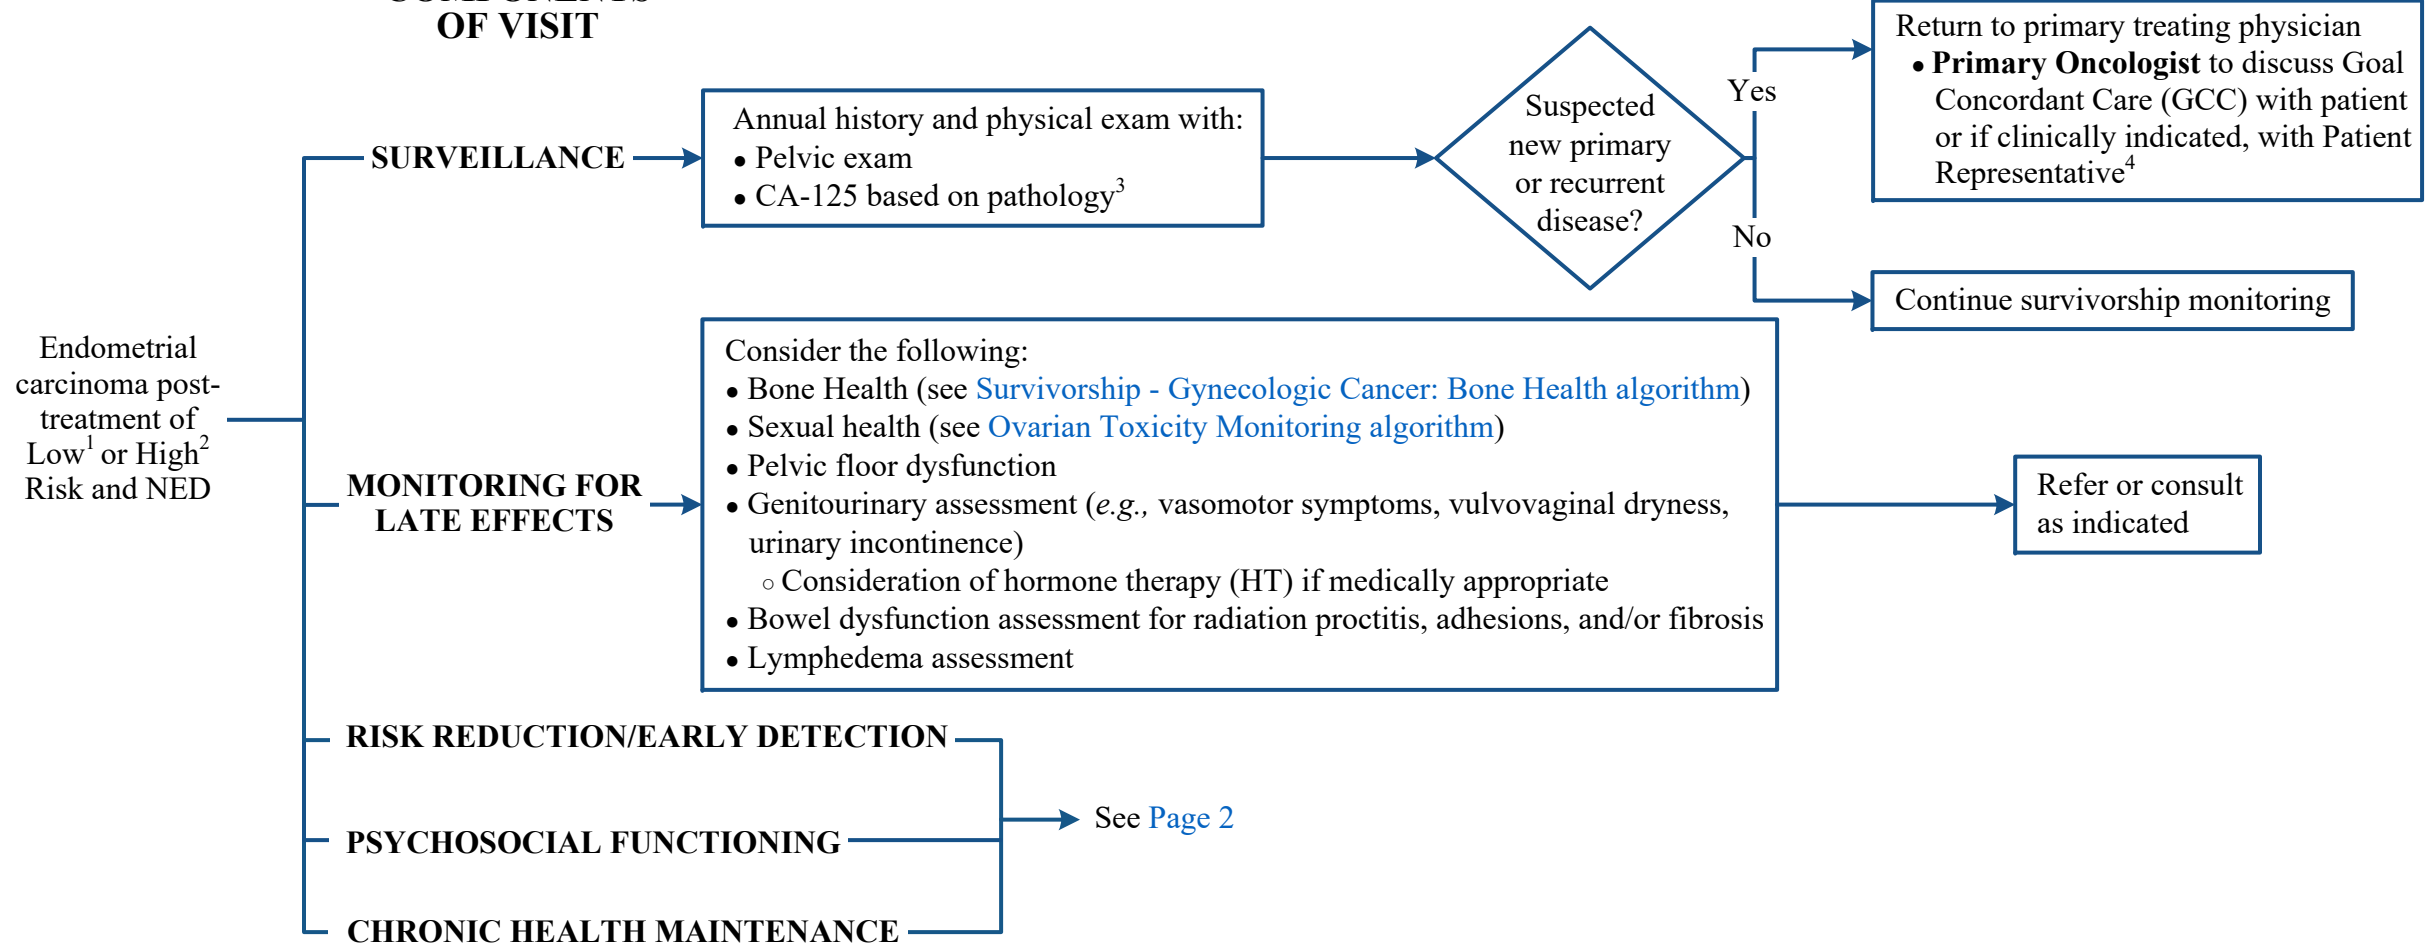 COMPONENTS
OF VISIT
Endometrial
carcinoma post-
treatment of
Low1 or High2
Risk and NED
SURVEILLANCE
Annual history and physical exam with:
● Pelvic exam
● CA-125 based on pathology3
Suspected
new primary
or recurrent
disease?
Yes
Return to primary treating physician
● Primary Oncologist to discuss Goal
Concordant Care (GCC) with patient
or if clinically indicated, with Patient
Representative4
No
Continue survivorship monitoring
MONITORING FOR
LATE EFFECTS
Consider the following:
● Bone Health (see Survivorship - Gynecologic Cancer: Bone Health algorithm)
● Sexual health (see Ovarian Toxicity Monitoring algorithm)
● Pelvic floor dysfunction
● Genitourinary assessment (e.g., vasomotor symptoms, vulvovaginal dryness,
urinary incontinence)
○ Consideration of hormone therapy (HT) if medically appropriate
● Bowel dysfunction assessment for radiation proctitis, adhesions, and/or fibrosis
● Lymphedema assessment
Refer or consult
as indicated
RISK REDUCTION/EARLY DETECTION
PSYCHOSOCIAL FUNCTIONING
CHRONIC HEALTH MAINTENANCE
See Page 2